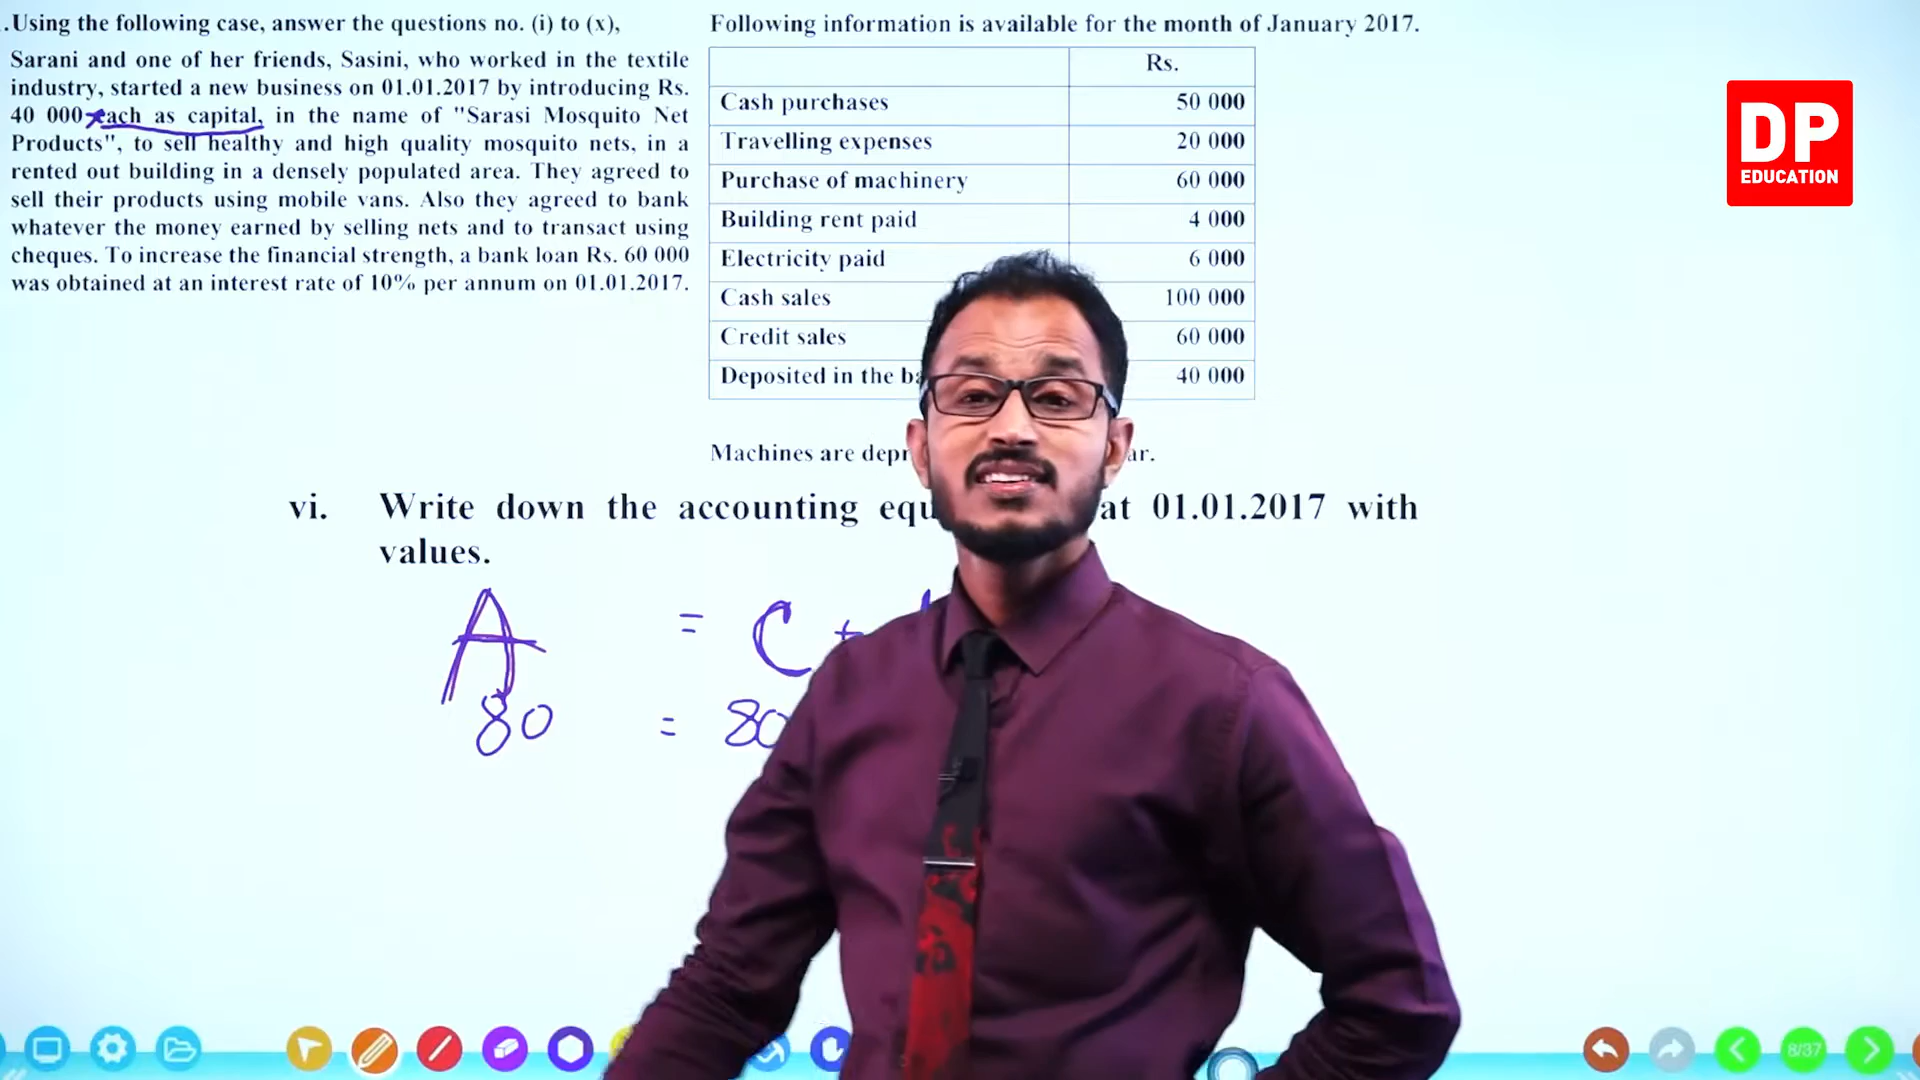 .Using the following case, answer the questions no. (i) to (x),
Sarani and one of her friends, Sasini, who worked in the textile
industry, started a new business on 01.01.2017 by introducing Rs.
40 000 each as capital, in the name of "Sarasi Mosquito Net
Products", to sell healthy and high quality mosquito nets, in a
rented out building in a densely populated area. They agreed to
sell their products using mobile vans. Also they agreed to bank
whatever the money earned by selling nets and to transact using
cheques. To increase the financial strength, a bank loan Rs. 60 000
was obtained at an interest rate of 10% per annum on 01.01.2017.
Following information is available for the month of January 2017.
Rs.
Cash purchases 50 000
Travelling expenses 20 000
Purchase of machinery 60 000
Building rent paid 4 000
Electricity paid 6 000
Cash sales 100 000
Credit sales 60 000
Deposited in the 40 000
Machines are
DP
EDUCATION
vi. Write down the accounting at 01.01.2017 with
values.
A = C +
80 = 80
8/37